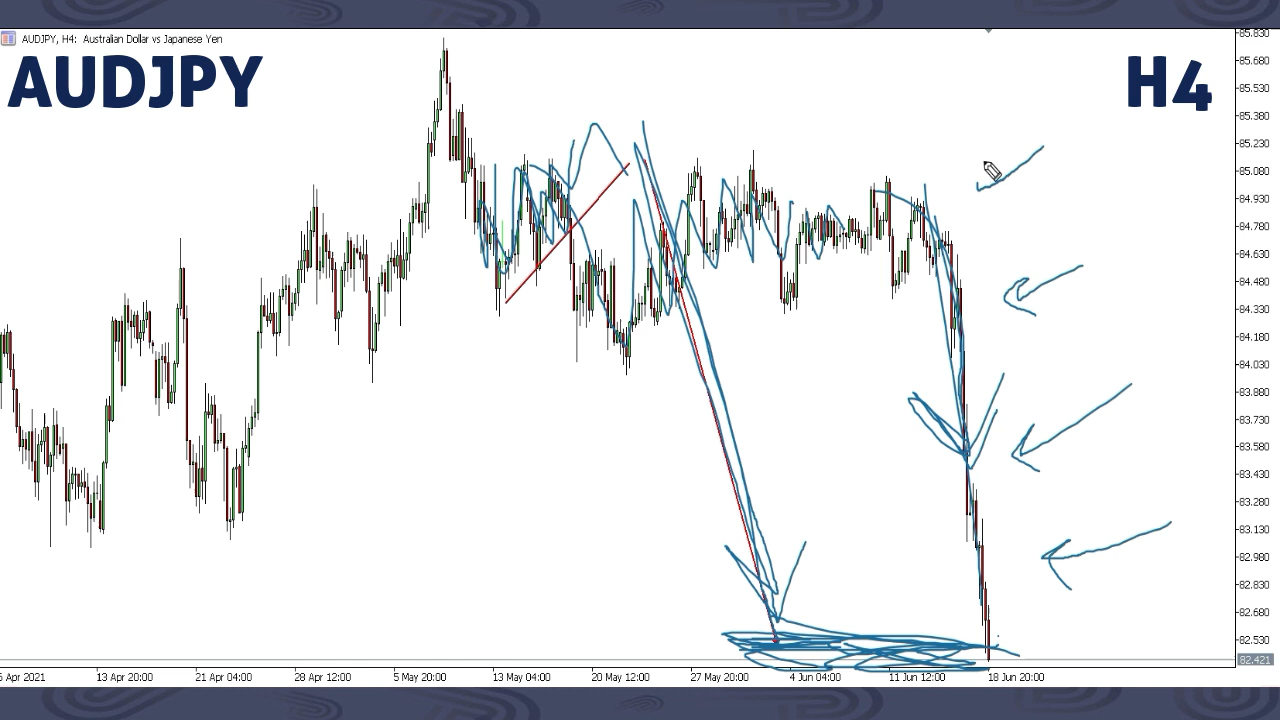 AUDJPY, H4: Australian Dollar vs Japanese Yen
AUDJPY
H4
85.830
85.680
85.530
85.380
85.230
85.080
84.930
84.780
84.630
84.480
84.330
84.180
84.030
83.880
83.730
83.580
83.430
83.280
83.130
82.980
82.830
82.680
82.530
82.421
Apr 2021
13 Apr 20:00
21 Apr 04:00
28 Apr 12:00
5 May 20:00
13 May 04:00
20 May 12:00
27 May 20:00
4 Jun 04:00
11 Jun 12:00
18 Jun 20:00